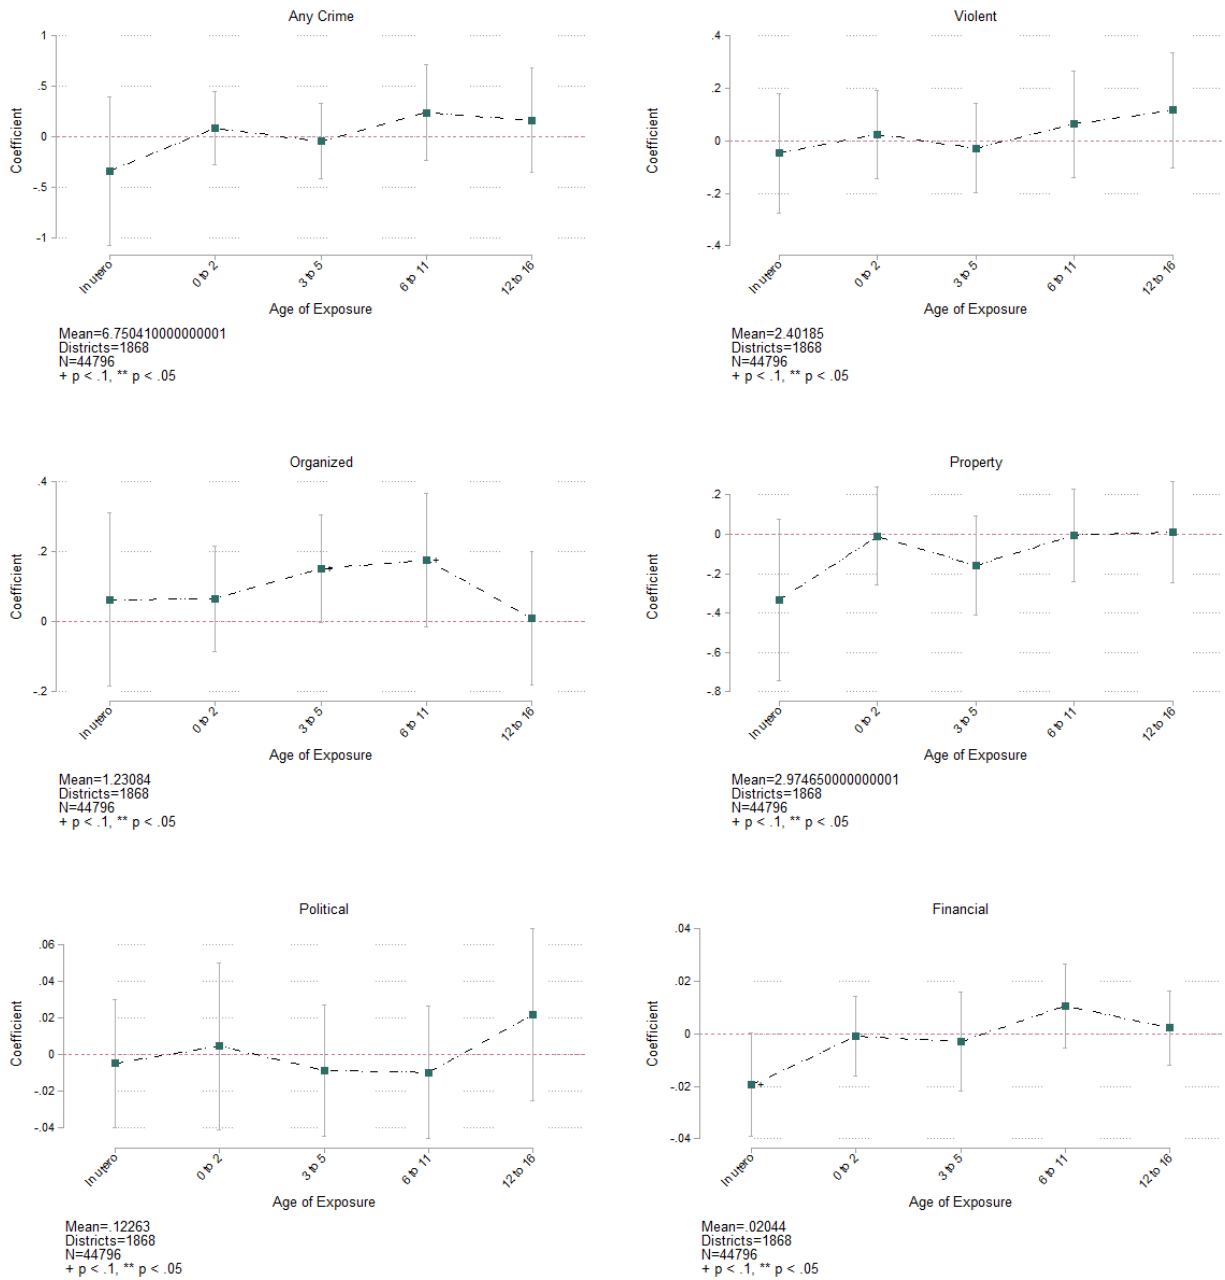 Any Crime
Coefficient
1
.5
0
-.5
-1
In utero
0 to 2
3 to 5
6 to 11
12 to 16
Age of Exposure
Mean=6.750410000000001
Districts=1868
N=44796
+ p < .1, ** p < .05
Violent
Coefficient
.4
.2
0
-.2
-.4
In utero
0 to 2
3 to 5
6 to 11
12 to 16
Age of Exposure
Mean=2.40185
Districts=1868
N=44796
+ p < .1, ** p < .05
Organized
Coefficient
.4
.2
0
-.2
+
+
In utero
0 to 2
3 to 5
6 to 11
12 to 16
Age of Exposure
Mean=1.23084
Districts=1868
N=44796
+ p < .1, ** p < .05
Property
Coefficient
.2
0
-.2
-.4
-.6
-.8
In utero
0 to 2
3 to 5
6 to 11
12 to 16
Age of Exposure
Mean=2.974650000000001
Districts=1868
N=44796
+ p < .1, ** p < .05
Political
Coefficient
.06
.04
.02
0
-.02
-.04
In utero
0 to 2
3 to 5
6 to 11
12 to 16
Age of Exposure
Mean=.12263
Districts=1868
N=44796
+ p < .1, ** p < .05
Financial
Coefficient
.04
.02
0
-.02
-.04
+
In utero
0 to 2
3 to 5
6 to 11
12 to 16
Age of Exposure
Mean=.02044
Districts=1868
N=44796
+ p < .1, ** p < .05